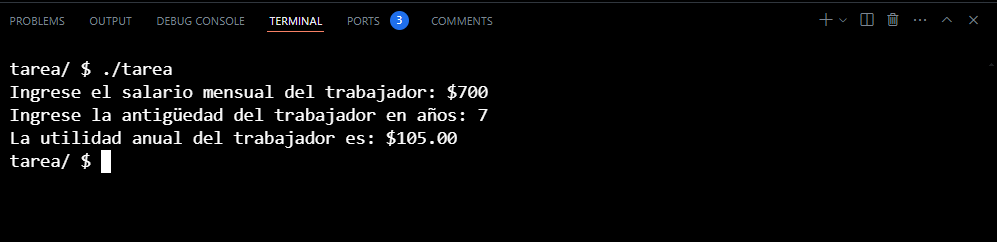 PROBLEMS OUTPUT DEBUG CONSOLE TERMINAL PORTS 3 COMMENTS
tarea/ $ ./tarea
Ingrese el salario mensual del trabajador: $700
Ingrese la antigüedad del trabajador en años: 7
La utilidad anual del trabajador es: $105.00
tarea/ $